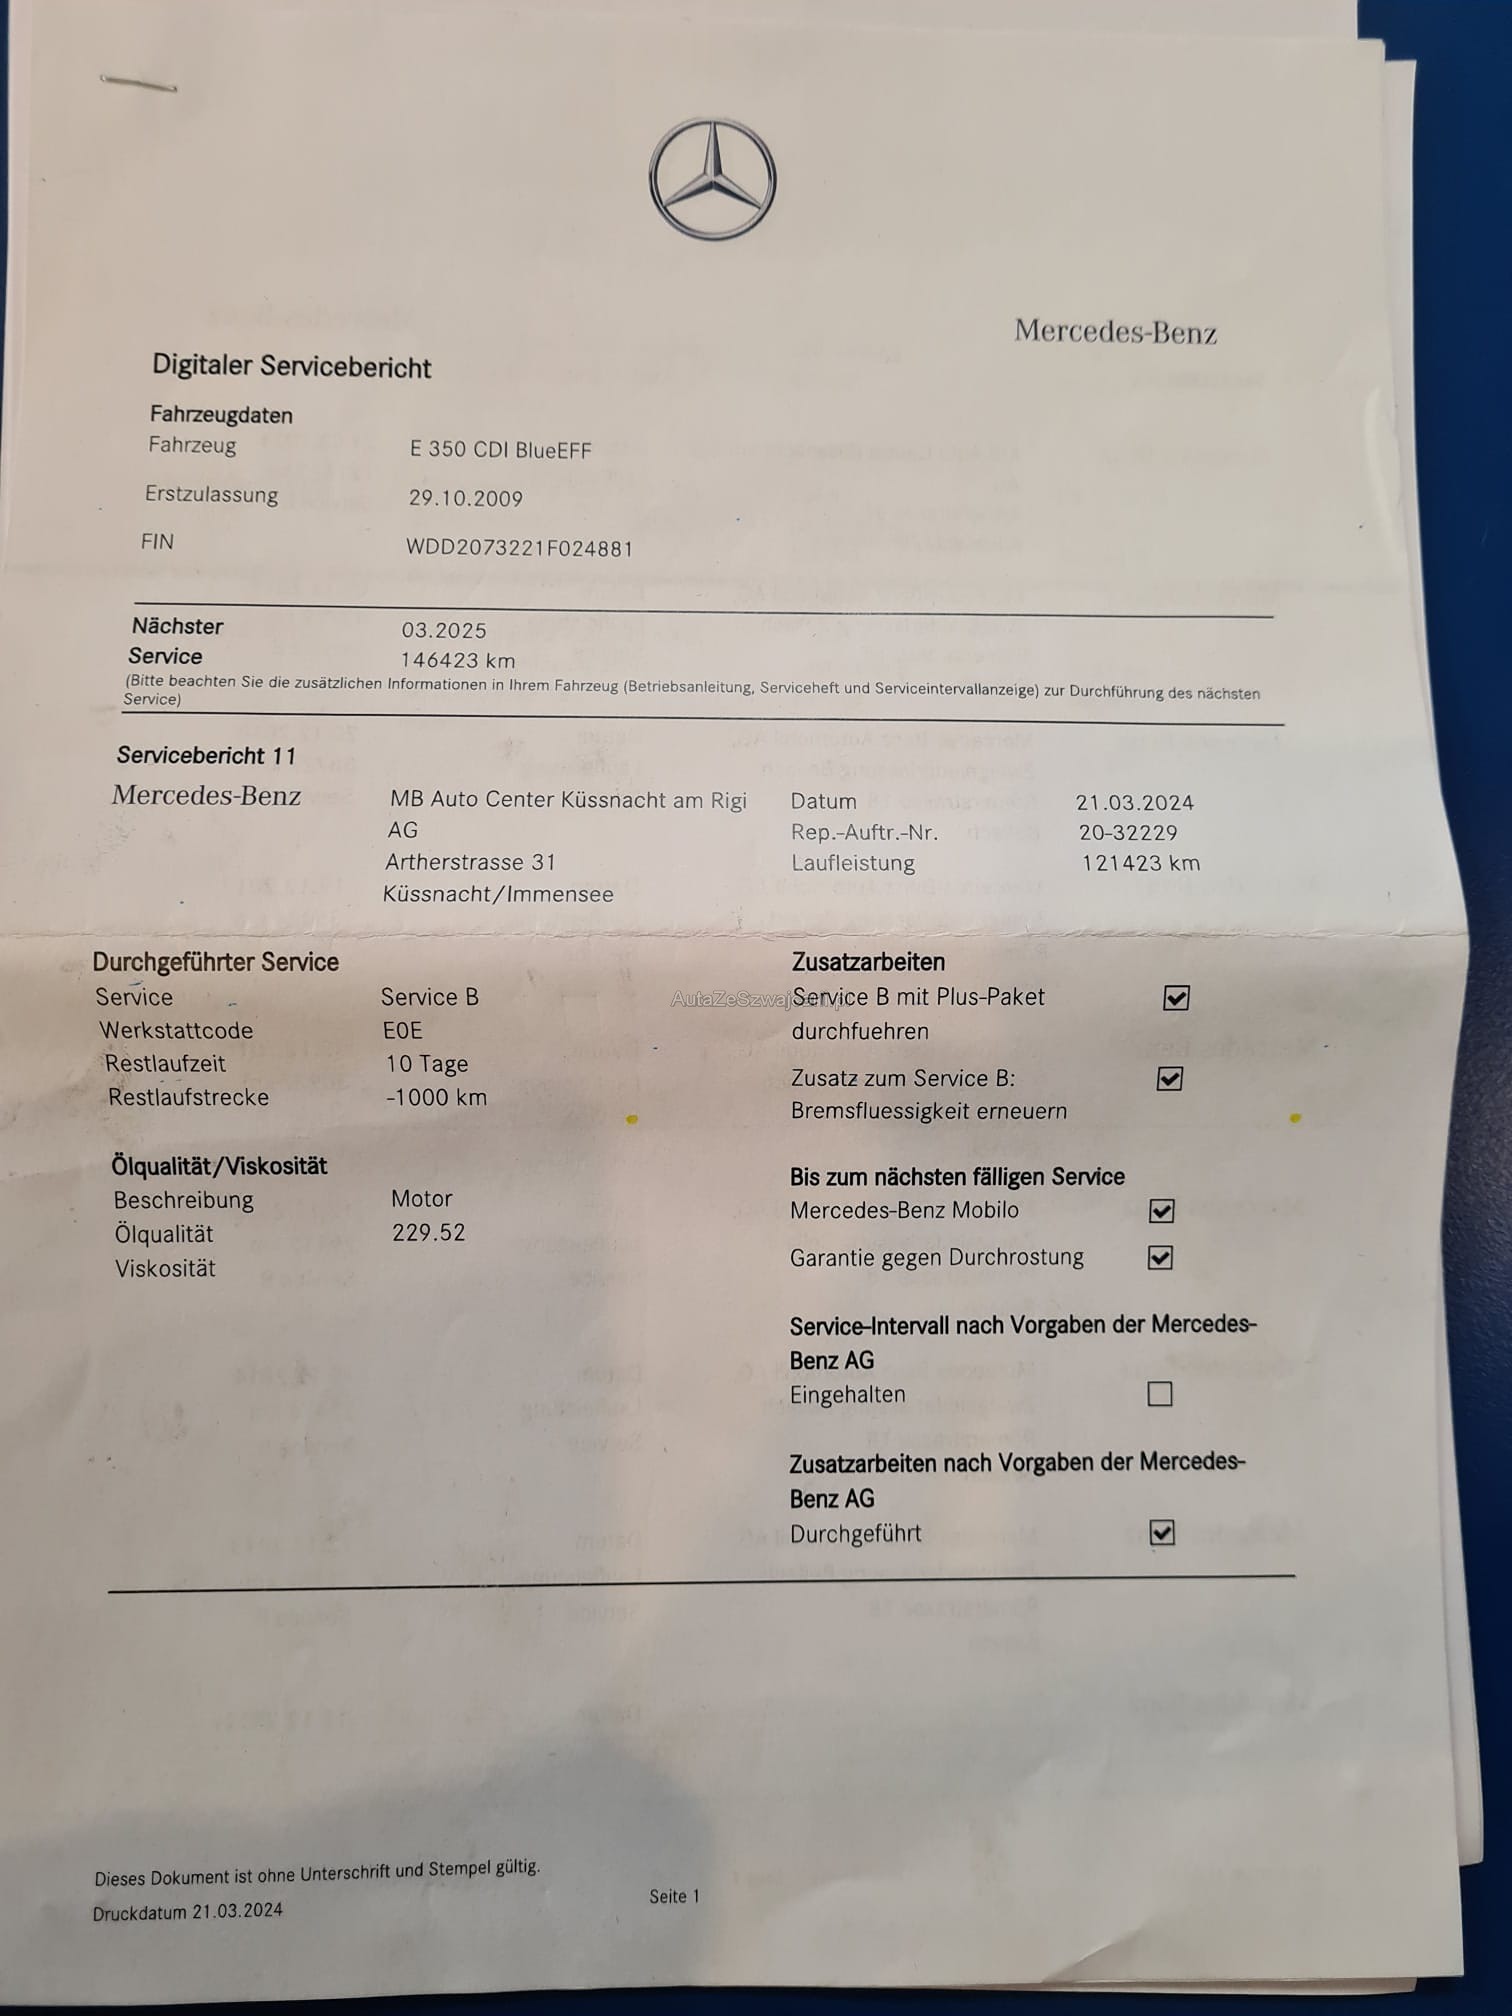 Mercedes-Benz
Digitaler Servicebericht
Fahrzeugdaten
Fahrzeug E 350 CDI BlueEFF
Erstzulassung 29.10.2009
FIN WDD2073221F024881
Nächster 03.2025
Service 146423 km
(Bitte beachten Sie die zusätzlichen Informationen in Ihrem Fahrzeug (Betriebsanleitung, Serviceheft und Serviceintervallanzeige) zur Durchführung des nächsten
Service)
Servicebericht 11
Mercedes-Benz MB Auto Center Küssnacht am Rigi Datum 21.03.2024
AG Rep.-Auftr.-Nr. 20-32229
Artherstrasse 31 Laufleistung 121423 km
Küssnacht/Immensee
Durchgeführter Service
Service Service B
Werkstattcode E0E
Restlaufzeit 10 Tage
Restlaufstrecke -1000 km
Ölqualität/Viskosität
Beschreibung Motor
Ölqualität 229.52
Viskosität
Zusatzarbeiten
Service B mit Plus-Paket
durchfuehren
Zusatz zum Service B:
Bremsfluessigkeit erneuern
Bis zum nächsten fälligen Service
Mercedes-Benz Mobilo
Garantie gegen Durchrostung
Service-Intervall nach Vorgaben der Mercedes-
Benz AG
Eingehalten
Zusatzarbeiten nach Vorgaben der Mercedes-
Benz AG
Durchgeführt
Dieses Dokument ist ohne Unterschrift und Stempel gültig.
Druckdatum 21.03.2024
Seite 1